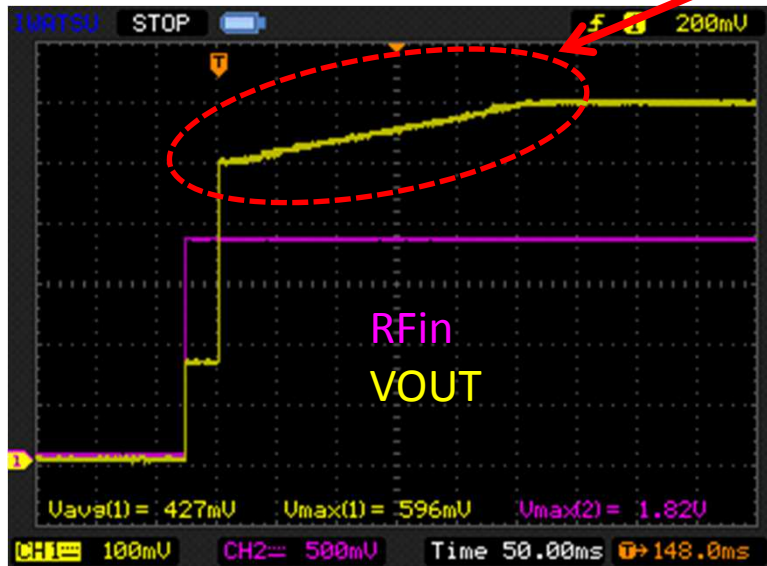 IWATSU STOP T f 1 200mV
T
RFin
VOUT
1
Vavg(1)= 427mV Vmax(1)= 596mV Vmax(2)= 1.82V
CH1 100mV CH2 500mV Time 50.00ms T→148.0ms